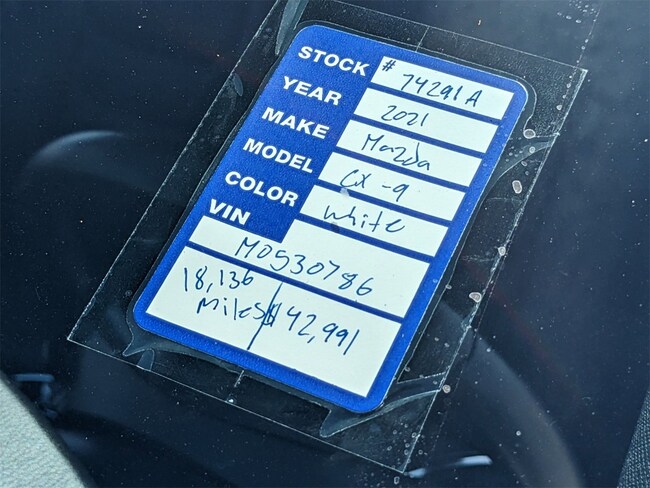 STOCK # 74291A
YEAR 2021
MAKE Mazda
MODEL CX-9
COLOR White
VIN
M0530786
18,136
Miles $42,991